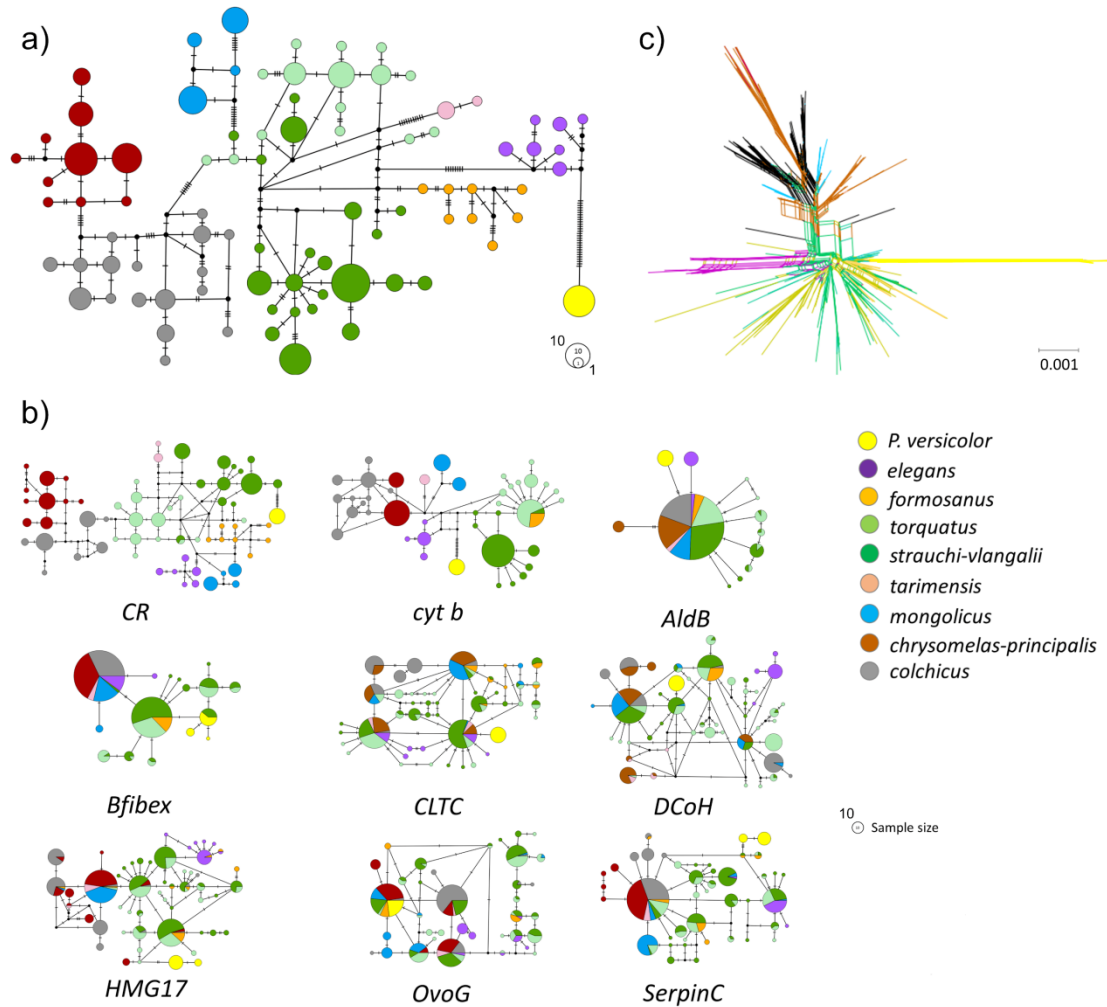 a)
10
10
1
1
c)
0.001
b)
CR
cyt b
AldB
Bfibex
CLTC
DCoH
HMG17
OvoG
SerpinC
P. versicolor
elegans
formosanus
torquatus
strauchi-vlangalii
tarimensis
mongolicus
chrysomelas-principalis
colchicus
10
Sample size